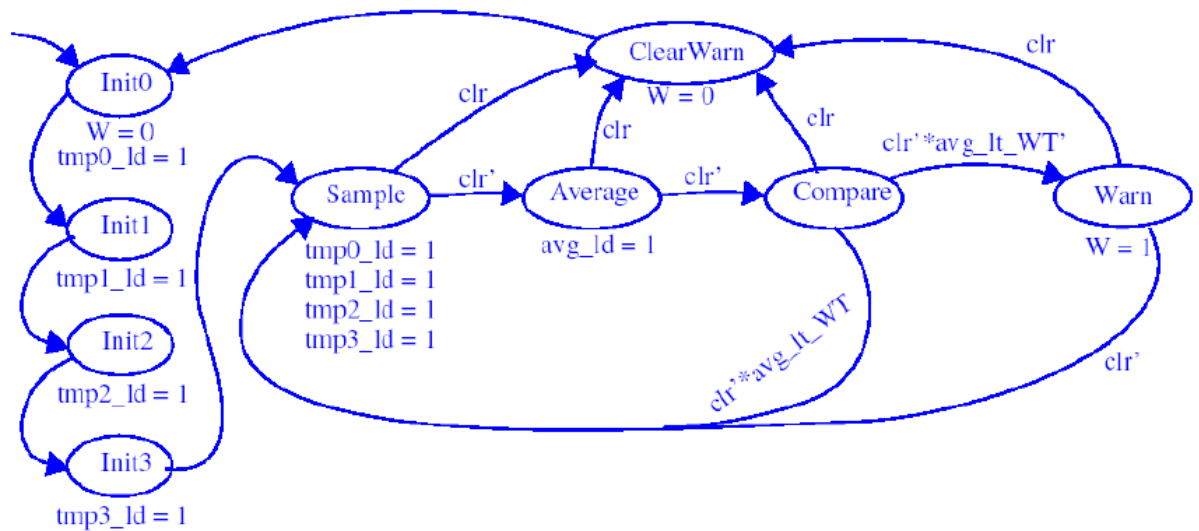 Init0
W = 0
tmp0_ld = 1
Init1
tmp1_ld = 1
Init2
tmp2_ld = 1
Init3
tmp3_ld = 1
ClearWarn
W = 0
clr
clr
clr
clr
Sample
tmp0_ld = 1
tmp1_ld = 1
tmp2_ld = 1
tmp3_ld = 1
clr'
Average
avg_ld = 1
clr'
Compare
clr'*avg_lt_WT'
Warn
W = 1
clr'*avg_lt_WT
clr'